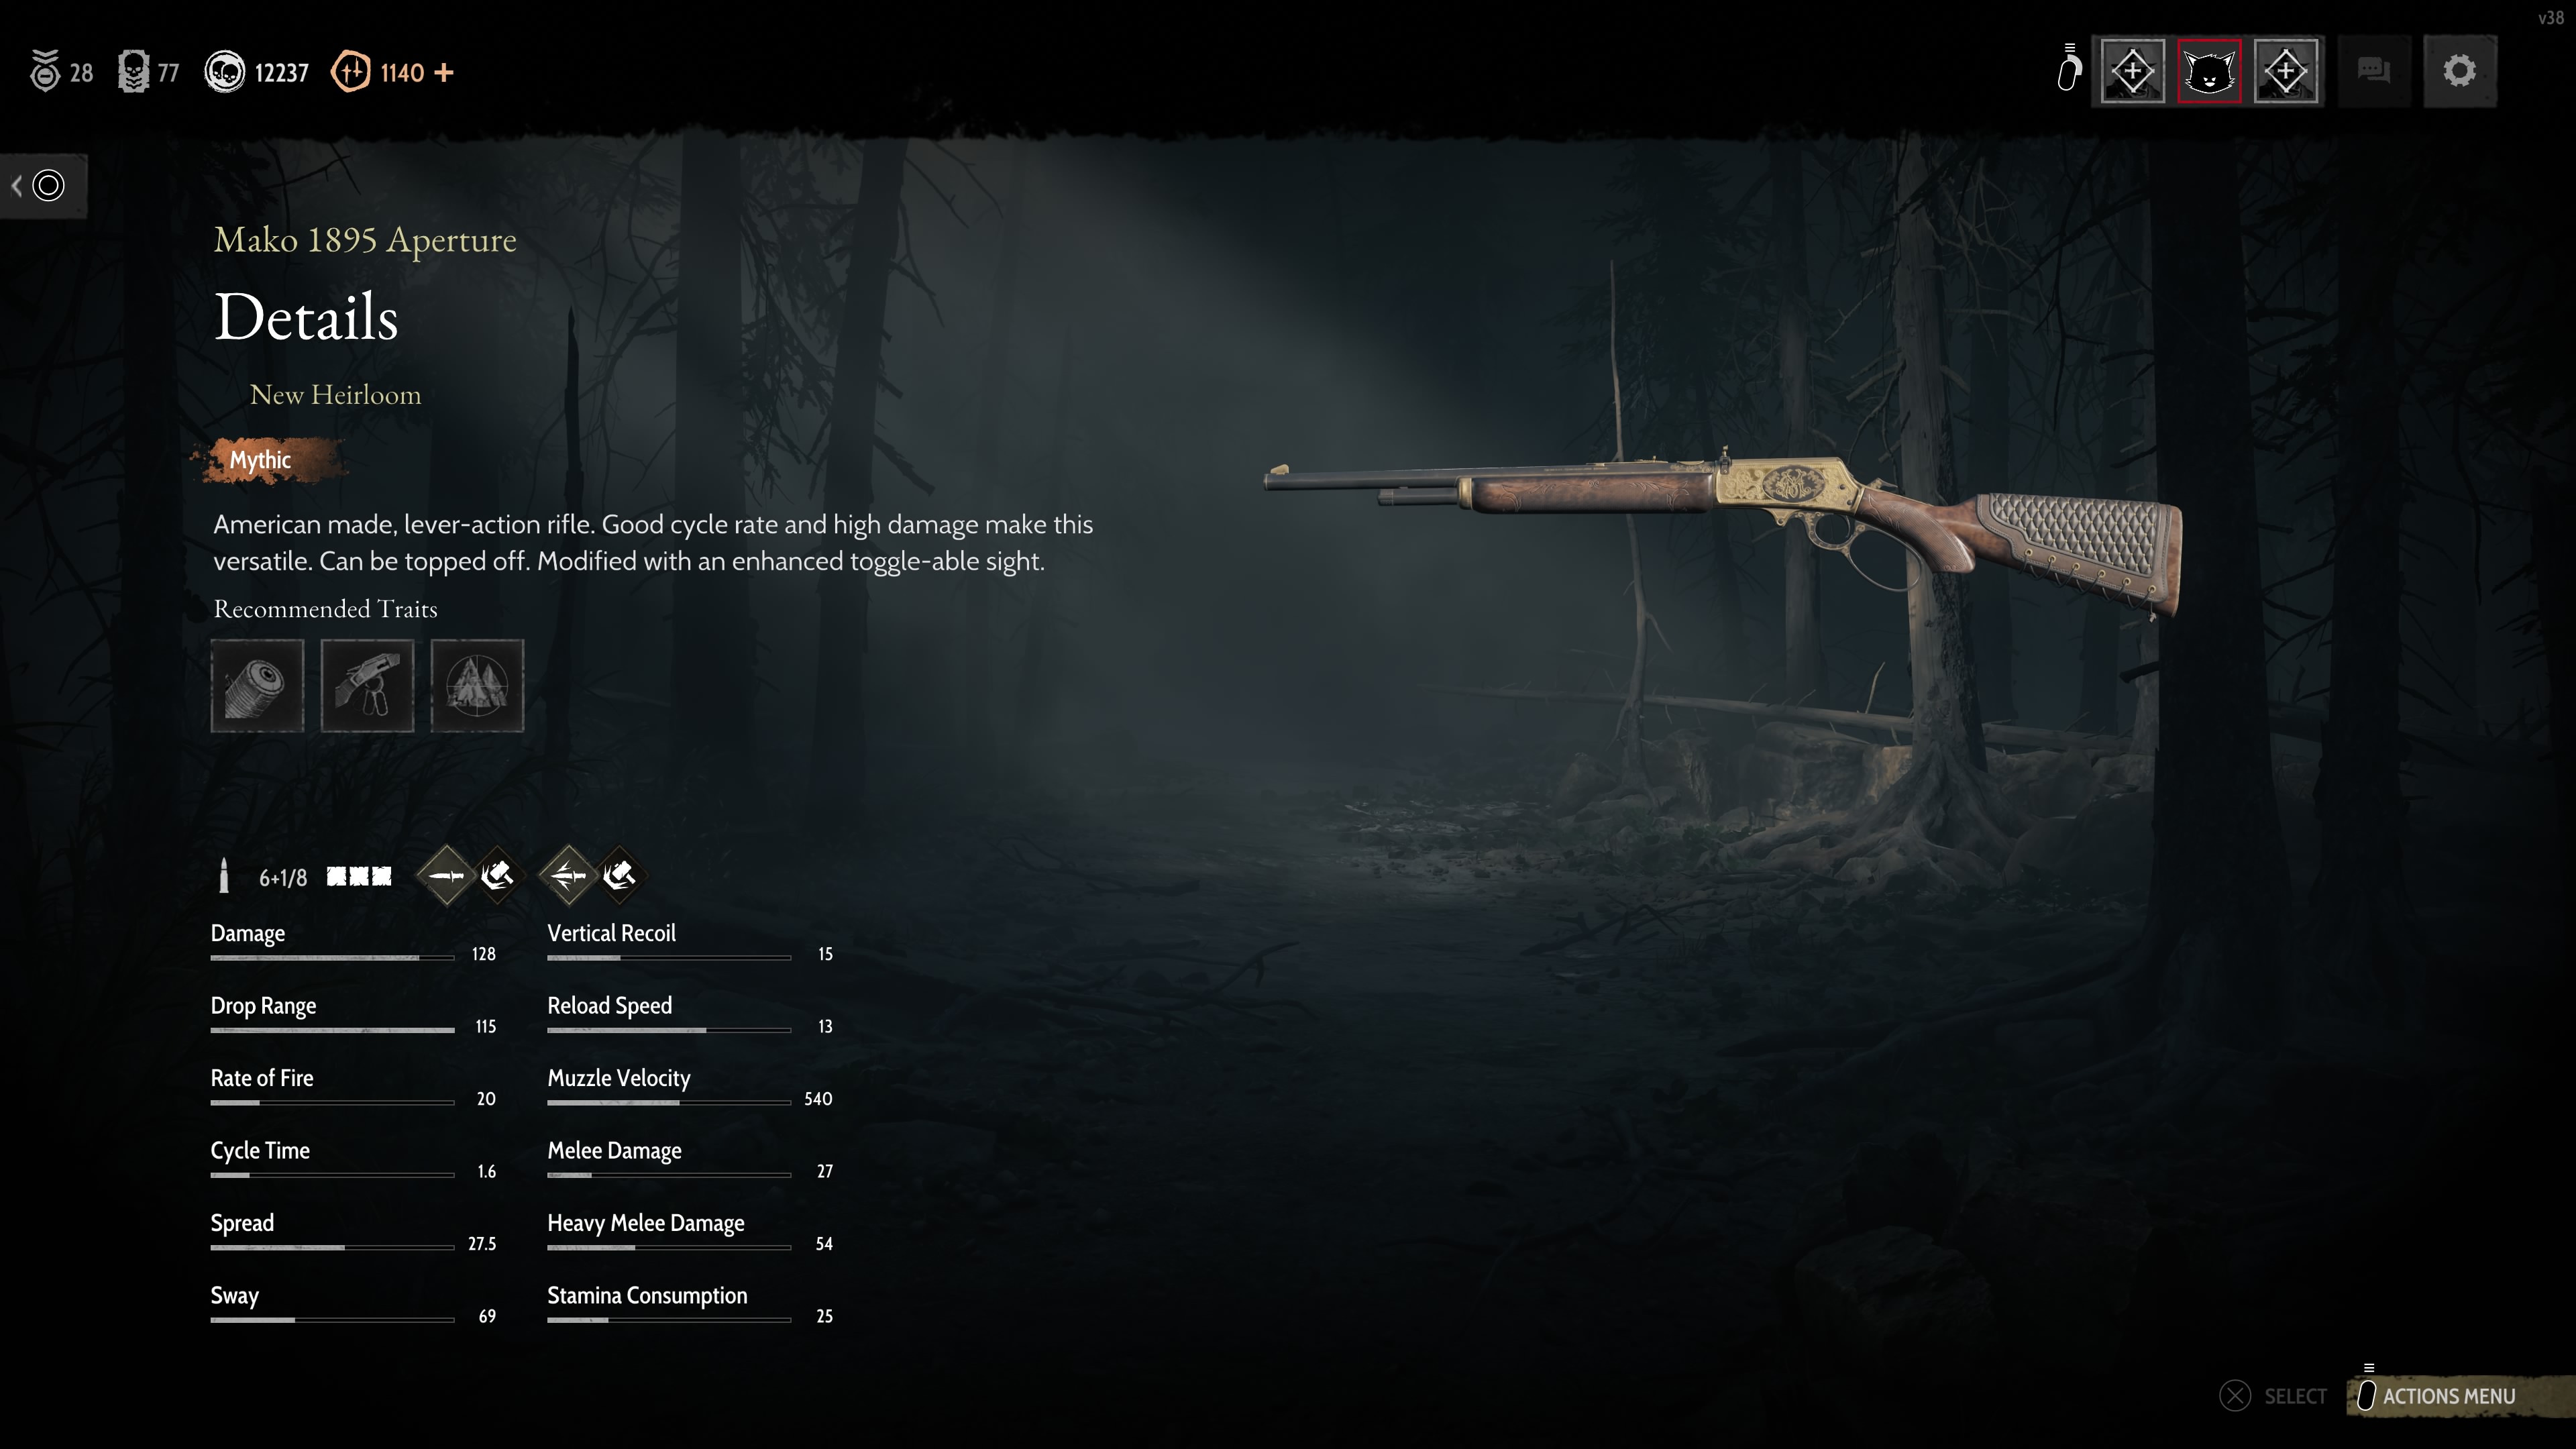 v38
28
77
12237
1140 +
Mako 1895 Aperture
Details
New Heirloom
Mythic
American made, lever-action rifle. Good cycle rate and high damage make this
versatile. Can be topped off. Modified with an enhanced toggle-able sight.
Recommended Traits
6+1/8
Damage
128
Drop Range
115
Rate of Fire
20
Cycle Time
1.6
Spread
27.5
Sway
69
Vertical Recoil
15
Reload Speed
13
Muzzle Velocity
540
Melee Damage
27
Heavy Melee Damage
54
Stamina Consumption
25
SELECT
ACTIONS MENU